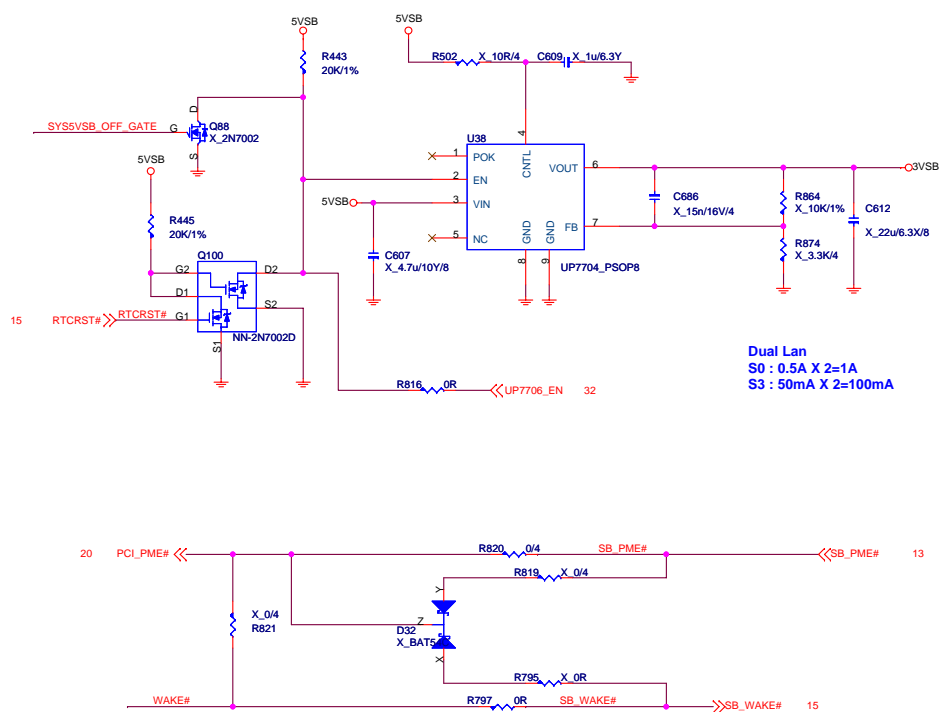 5VSB
5VSB
R443
20K/1%
R502
X_10R/4
C609
X_1u/6.3Y
D
SYS5VSB_OFF_GATE
G
Q88
X_2N7002
S
4
U38
5VSB
1
POK
CNTL
VOUT
6
3VSB
2
EN
5VSB
3
VIN
C686
X_15n/16V/4
R864
X_10K/1%
C612
X_22u/6.3X/8
R445
20K/1%
FB
7
5
NC
GND
GND
R874
X_3.3K/4
C607
X_4.7u/10Y/8
8
9
UP7704_PSOP8
Q100
G2
D2
D1
S2
15
RTCRST#
RTCRST#
G1
NN-2N7002D
S1
Dual Lan
S0 : 0.5A X 2=1A
S3 : 50mA X 2=100mA
R816
0R
UP7706_EN
32
20
PCI_PME#
R820
0/4
SB_PME#
SB_PME#
13
R819
X_0/4
Y
X_0/4
R821
Z
D32
X
R795
X_0R
WAKE#
R797
0R
SB_WAKE#
SB_WAKE#
15